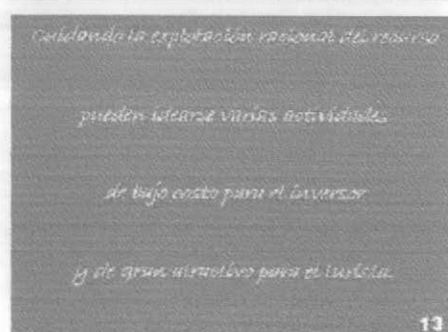 Cuidando la explotación racional del recurso
pueden idearse varias actividades
de bajo costo para el inversor
y de gran atractivo para el turista.
13